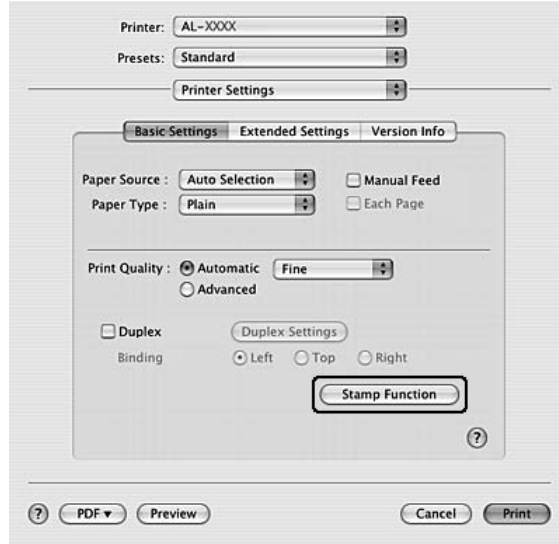 Printer: AL-XXXX
Presets: Standard
Printer Settings
Basic Settings Extended Settings Version Info
Paper Source : Auto Selection Manual Feed
Paper Type : Plain Each Page
Print Quality : Automatic Fine
Advanced
Duplex Duplex Settings
Binding Left Top Right
Stamp Function
?
? PDF▼ Preview Cancel Print